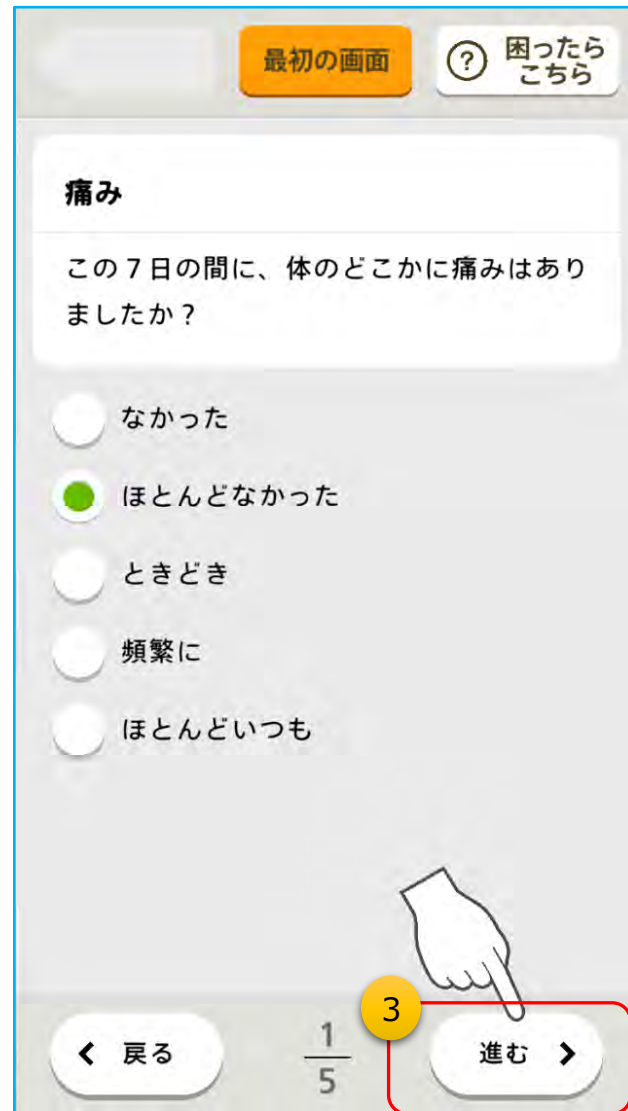 最初の画面
? 困ったら
こちら
痛み
この7日の間に、体のどこかに痛みはあり
ましたか？
なかった
ほとんどなかった
ときどき
頻繁に
ほとんどいつも
3
戻る
1
5
進む